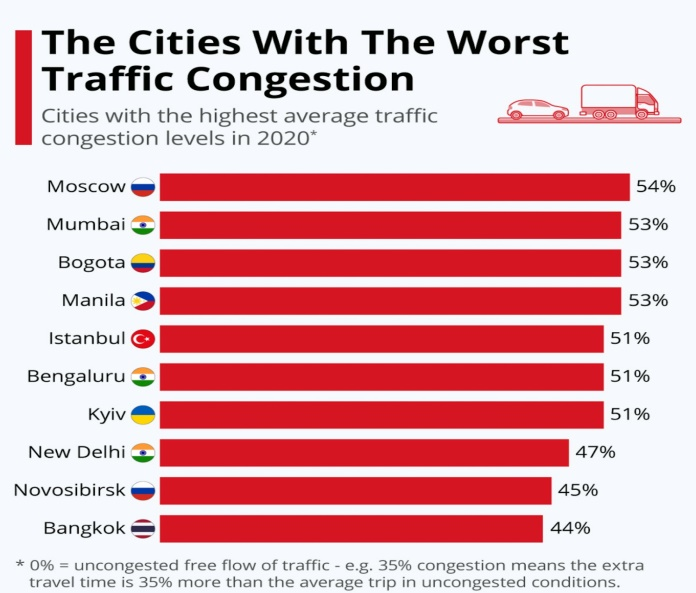 The Cities With The Worst
Traffic Congestion
Cities with the highest average traffic
congestion levels in 2020*
Moscow 54%
Mumbai 53%
Bogota 53%
Manila 53%
Istanbul 51%
Bengaluru 51%
Kyiv 51%
New Delhi 47%
Novosibirsk 45%
Bangkok 44%
* 0% = uncongested free flow of traffic - e.g. 35% congestion means the extra
travel time is 35% more than the average trip in uncongested conditions.